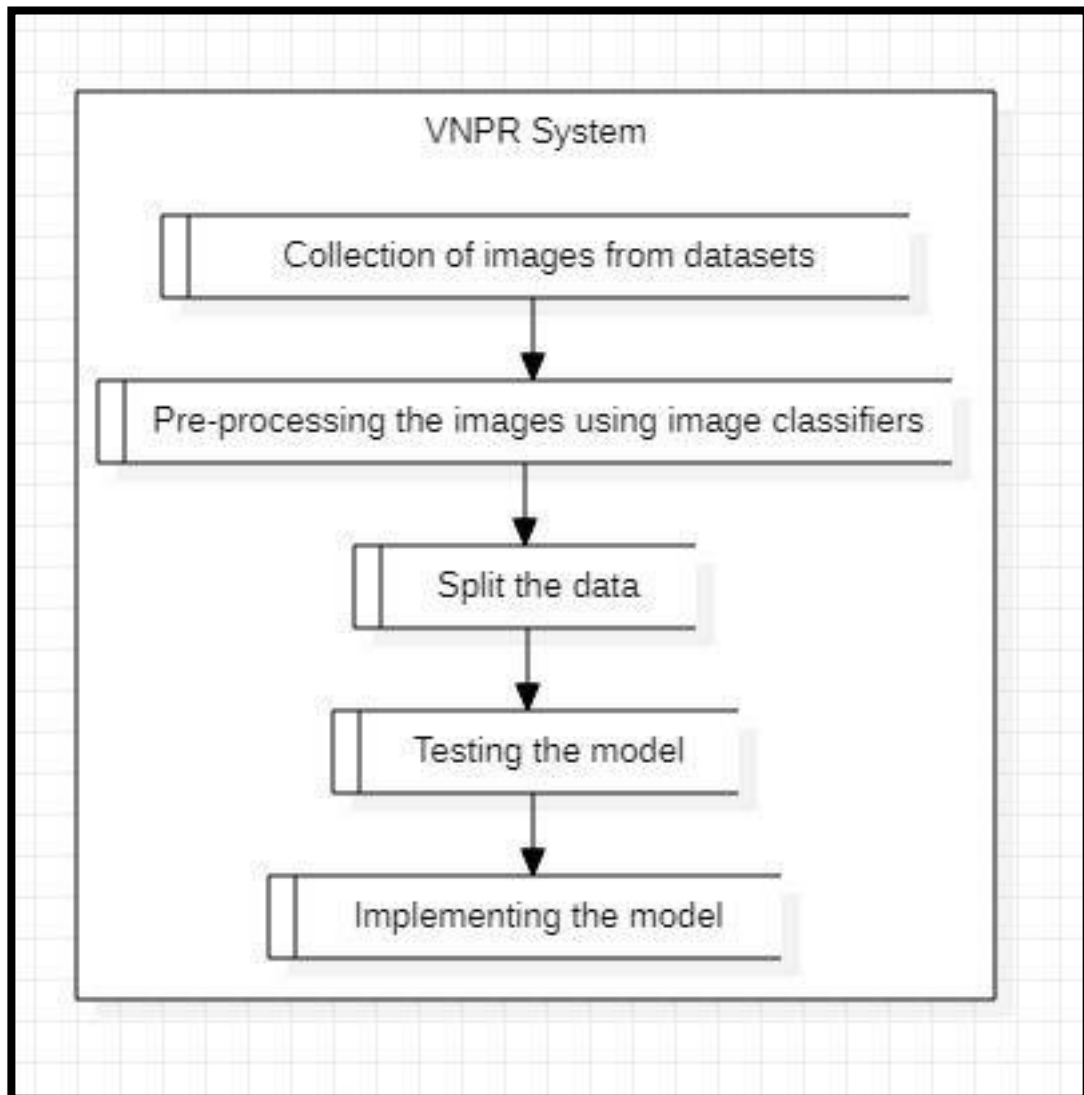 VNPR System
Collection of images from datasets
Pre-processing the images using image classifiers
Split the data
Testing the model
Implementing the model